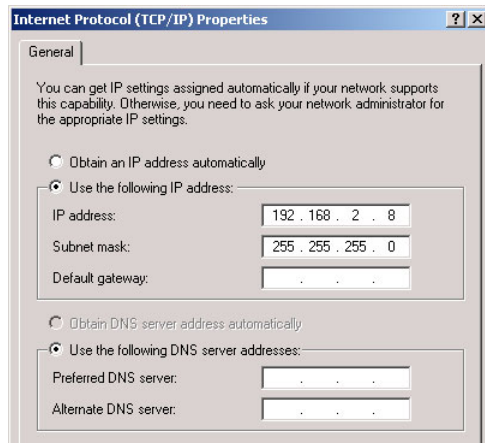 Internet Protocol (TCP/IP) Properties ? X
General
You can get IP settings assigned automatically if your network supports
this capability. Otherwise, you need to ask your network administrator for
the appropriate IP settings.
Obtain an IP address automatically
Use the following IP address:
IP address: 192 . 168 . 2 . 8
Subnet mask: 255 . 255 . 255 . 0
Default gateway: . . .
Obtain DNS server address automatically
Use the following DNS server addresses:
Preferred DNS server: . . .
Alternate DNS server: . . .